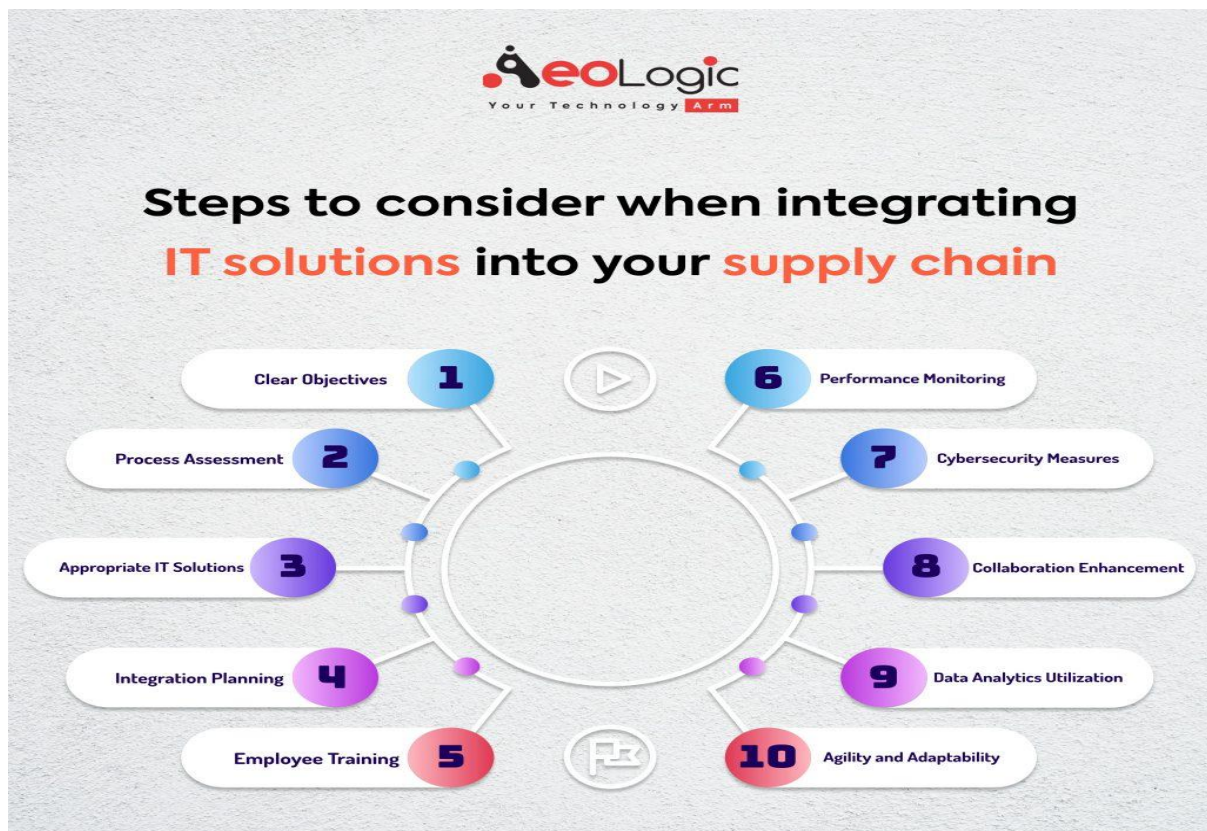 AeoLogic
Your Technology Arm
Steps to consider when integrating
IT solutions into your supply chain
Clear Objectives 1
Process Assessment 2
Appropriate IT Solutions 3
Integration Planning 4
Employee Training 5
6 Performance Monitoring
7 Cybersecurity Measures
8 Collaboration Enhancement
9 Data Analytics Utilization
10 Agility and Adaptability